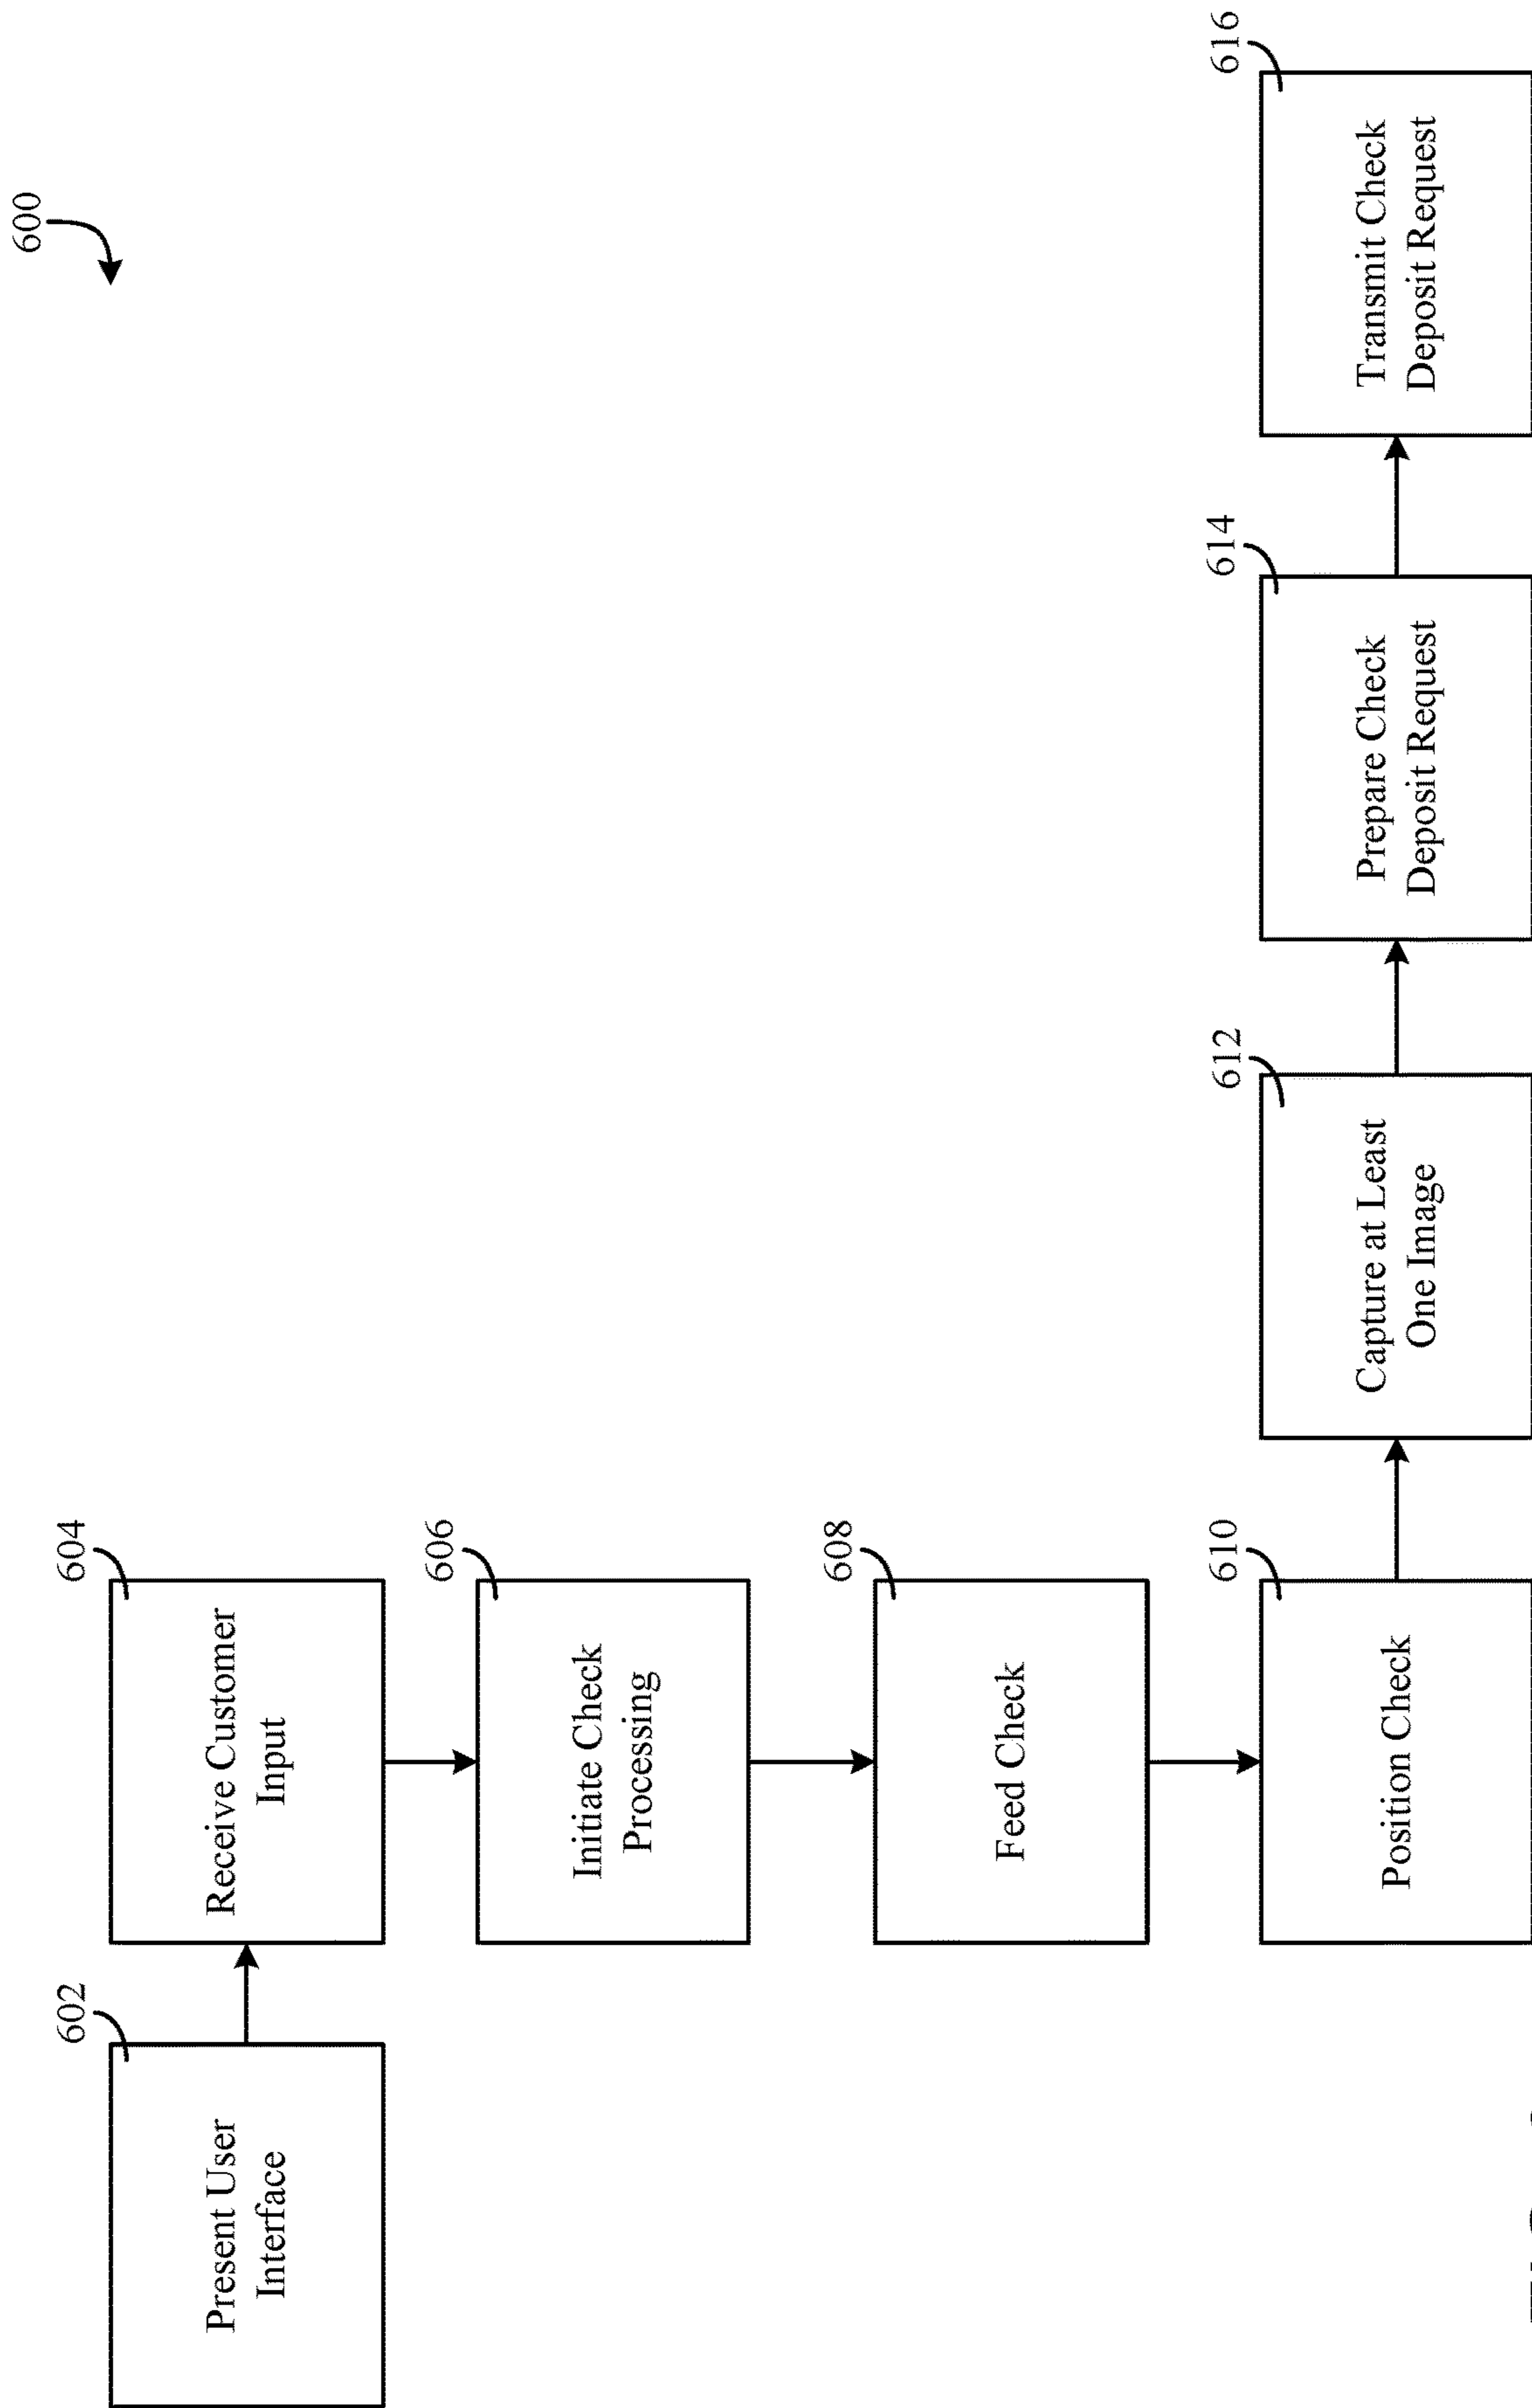 600
602
Present User
Interface
604
Receive Customer
Input
606
Initiate Check
Processing
608
Feed Check
610
Position Check
612
Capture at Least
One Image
614
Prepare Check
Deposit Request
616
Transmit Check
Deposit Request